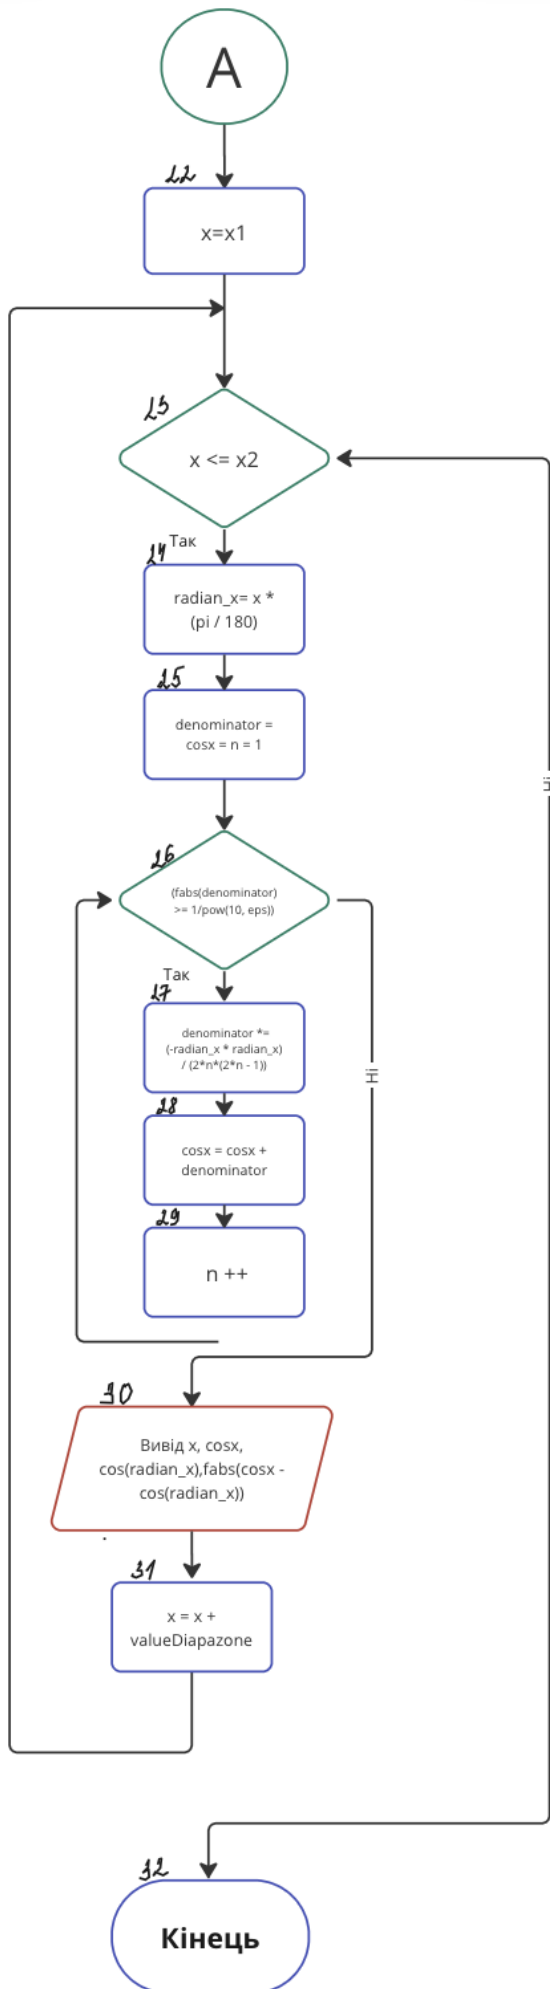 A
22
x=x1
23
x <= x2
Так
24
radian_x= x *
(pi / 180)
25
denominator =
cosx = n = 1
Ні
26
(fabs(denominator)
>= 1/pow(10, eps))
Так
27
denominator *=
(-radian_x * radian_x)
/ (2*n*(2*n - 1))
Ні
28
cosx = cosx +
denominator
29
n ++
30
Вивід x, cosx,
cos(radian_x),fabs(cosx -
cos(radian_x))
31
x = x +
valueDiapazone
32
Кінець